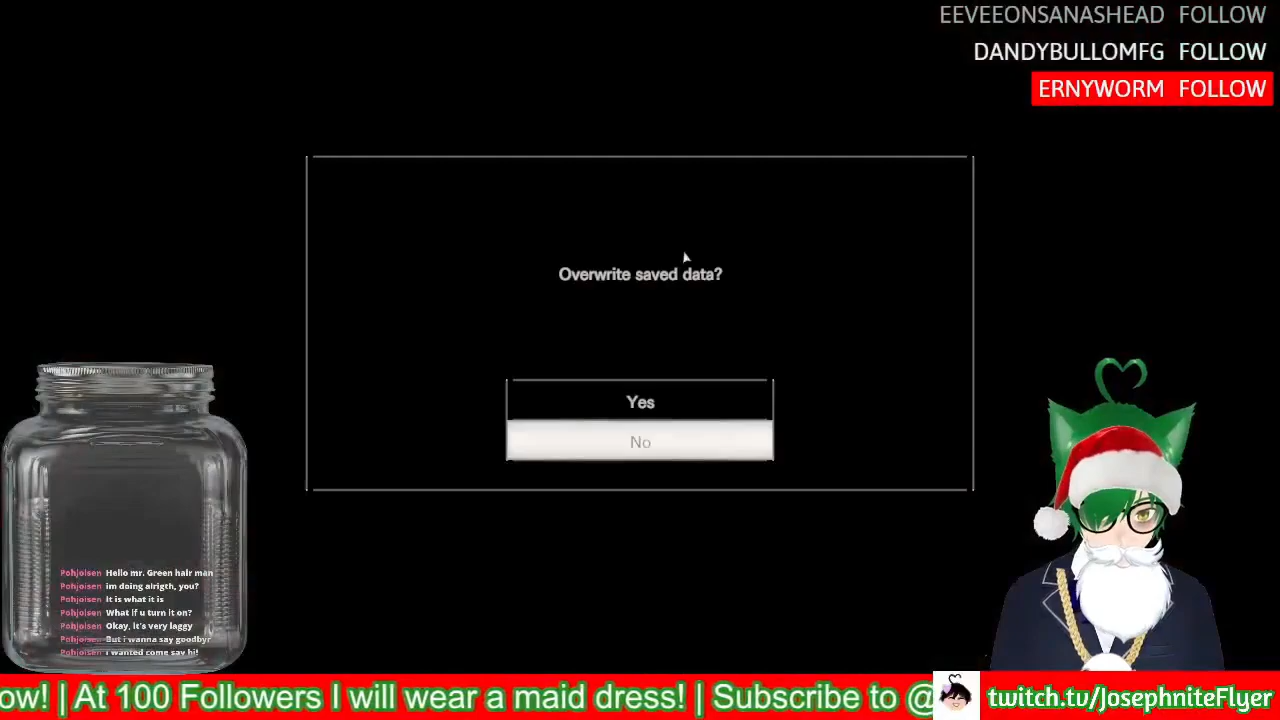 EEVEEONSANASHEAD FOLLOW
DANDYBULLOMFG FOLLOW
ERNYWORM FOLLOW
Overwrite saved data?
Yes
No
Pohjoisen Hello mr. Green hair man
Pohjoisen im doing alrigth, you?
Pohjoisen It is what it is
Pohjoisen What if u turn it on?
Pohjoisen Okay, it's very laggy
Pohjoisen But i wanna say goodbyr
Pohjoisen I wanted come say hi!
ow! | At 100 Followers I will wear a maid dress! | Subscribe to @
twitch.tv/JosephniteFlyer